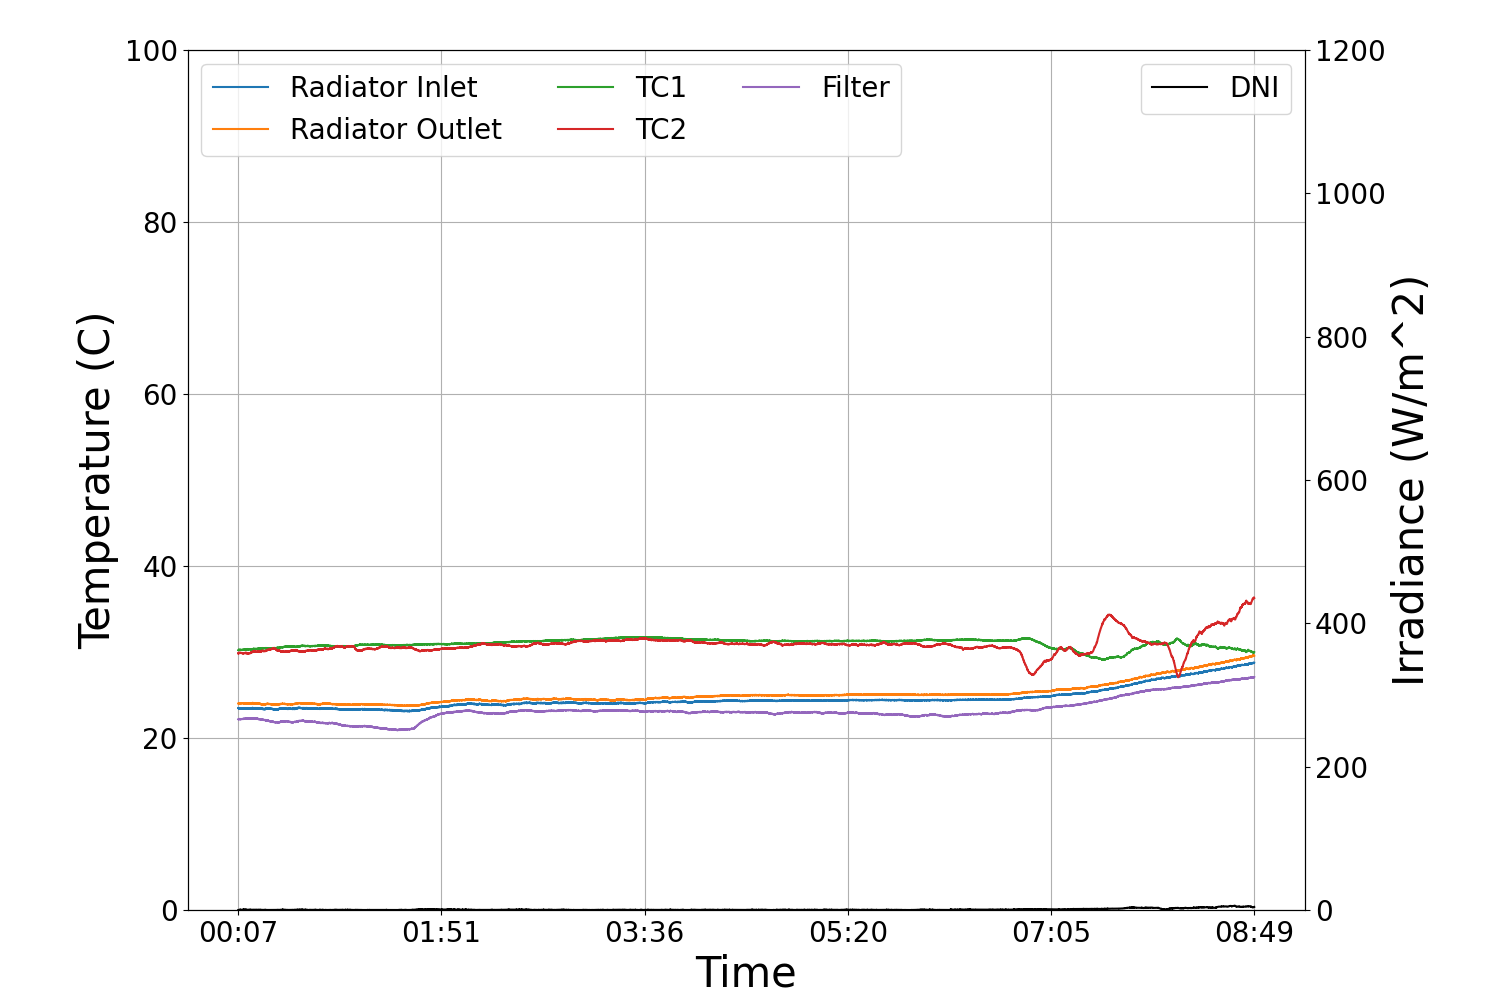 100
80
60
40
20
0
Temperature (C)
Radiator Inlet
Radiator Outlet
TC1
TC2
Filter
DNI
1200
1000
800
600
400
200
0
Irradiance (W/m^2)
00:07 01:51 03:36 05:20 07:05 08:49
Time